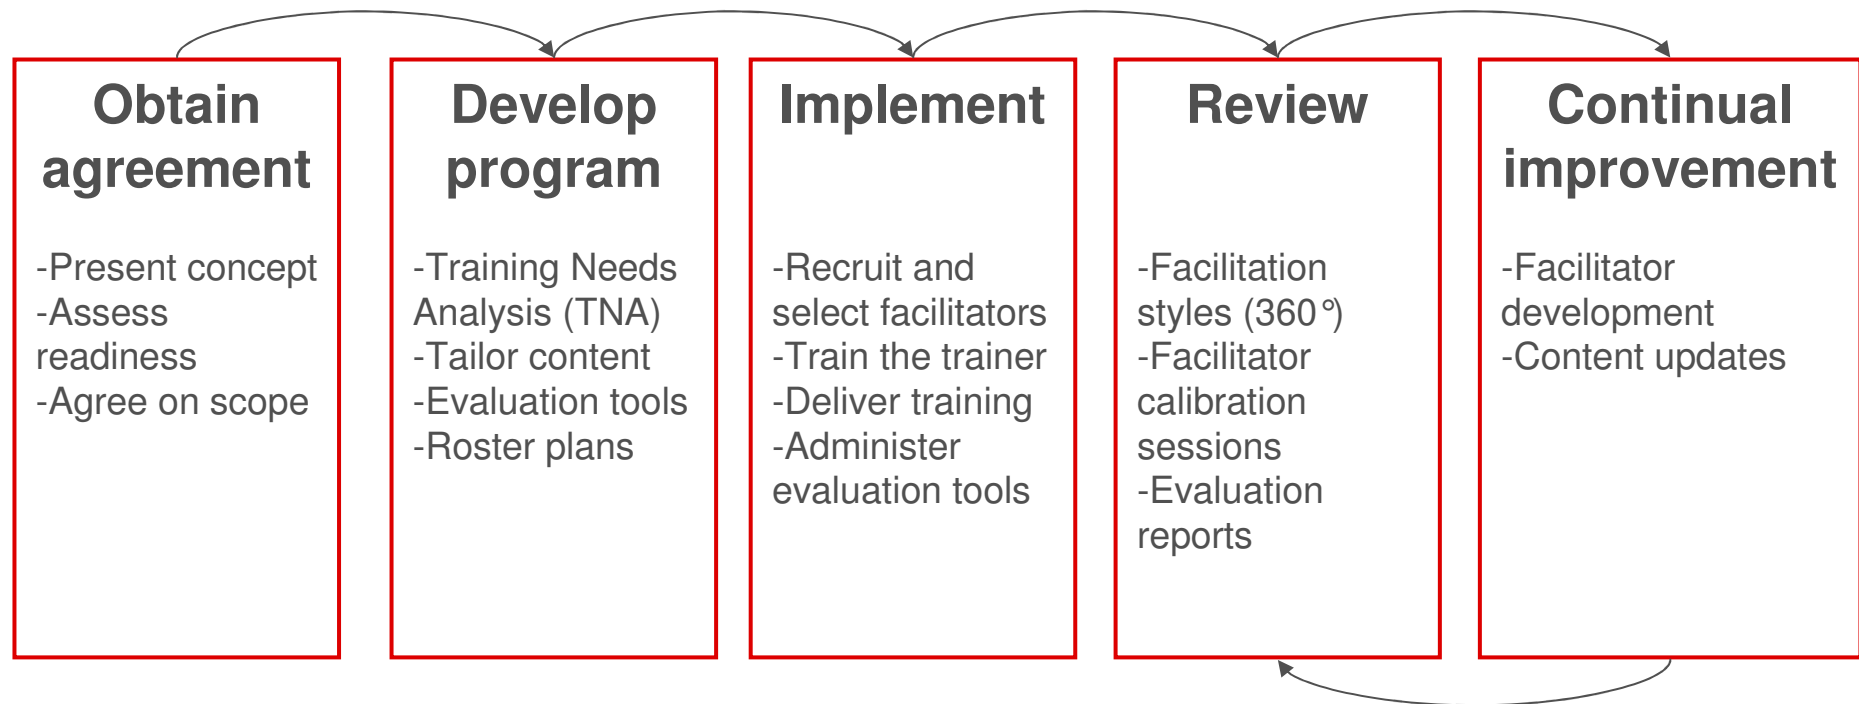 Obtain
agreement
-Present concept
-Assess
readiness
-Agree on scope
Develop
program
-Training Needs
Analysis (TNA)
-Tailor content
-Evaluation tools
-Roster plans
Implement
-Recruit and
select facilitators
-Train the trainer
-Deliver training
-Administer
evaluation tools
Review
-Facilitation
styles (360°)
-Facilitator
calibration
sessions
-Evaluation
reports
Continual
improvement
-Facilitator
development
-Content updates